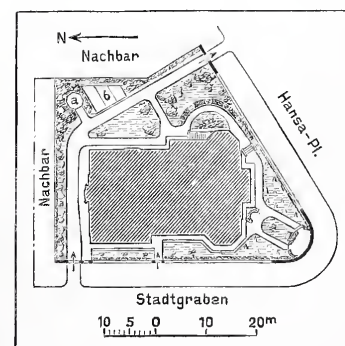 N
Nachbar
a
b
Hansa-Pl.
Nachbar
Stadtgraben
10 5 0 10 20m